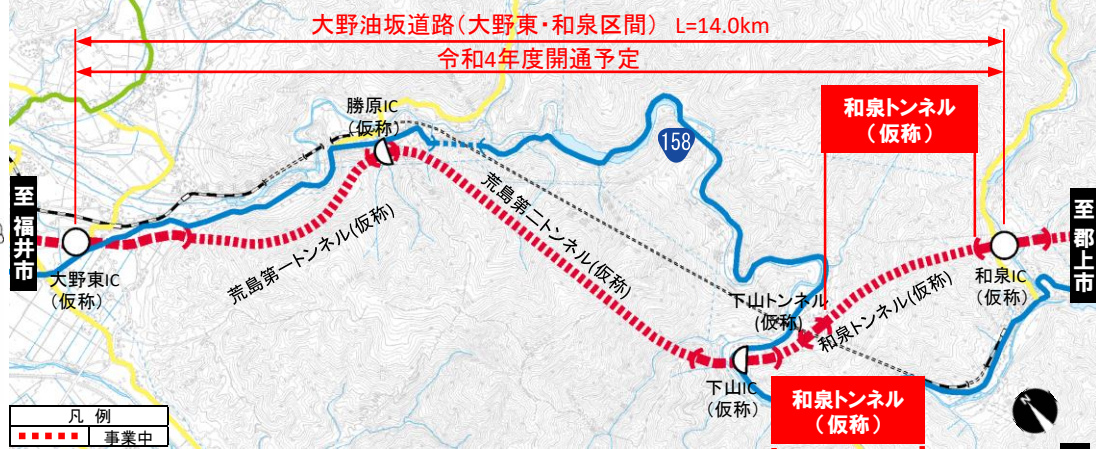 大野油坂道路(大野東・和泉区間) L=14.0km
令和4年度開通予定
勝原IC
(仮称)
158
和泉トンネル
(仮称)
至福井市
至郡上市
荒島第一トンネル(仮称)
荒島第二トンネル(仮称)
大野東IC
(仮称)
和泉IC
(仮称)
下山トンネル
(仮称)
和泉トンネル(仮称)
下山IC
(仮称)
和泉トンネル
(仮称)
N
凡 例
事業中